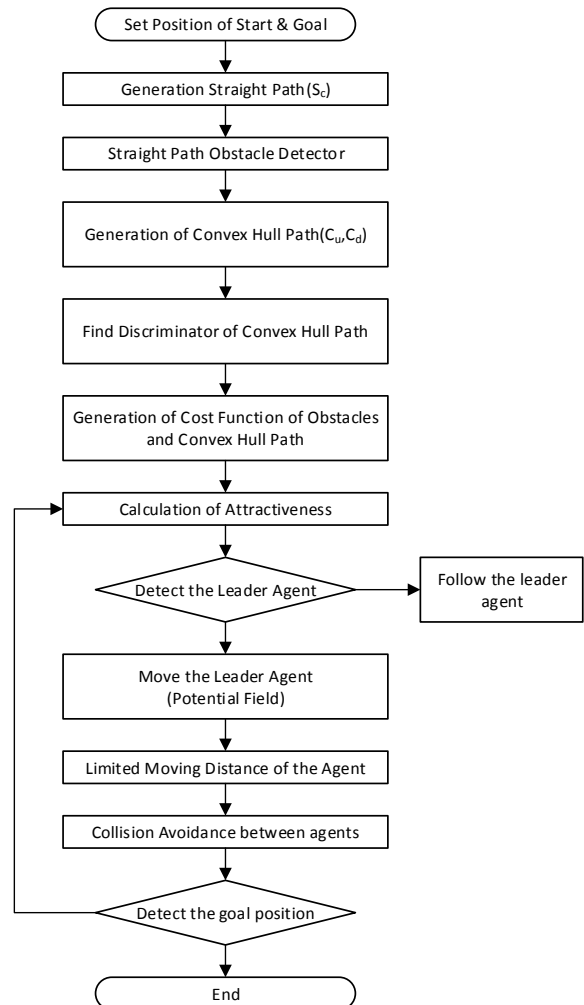 Set Position of Start & Goal
Generation Straight Path(Sc)
Straight Path Obstacle Detector
Generation of Convex Hull Path(Cu,Cd)
Find Discriminator of Convex Hull Path
Generation of Cost Function of Obstacles
and Convex Hull Path
Calculation of Attractiveness
Detect the Leader Agent
Follow the leader
agent
Move the Leader Agent
(Potential Field)
Limited Moving Distance of the Agent
Collision Avoidance between agents
Detect the goal position
End